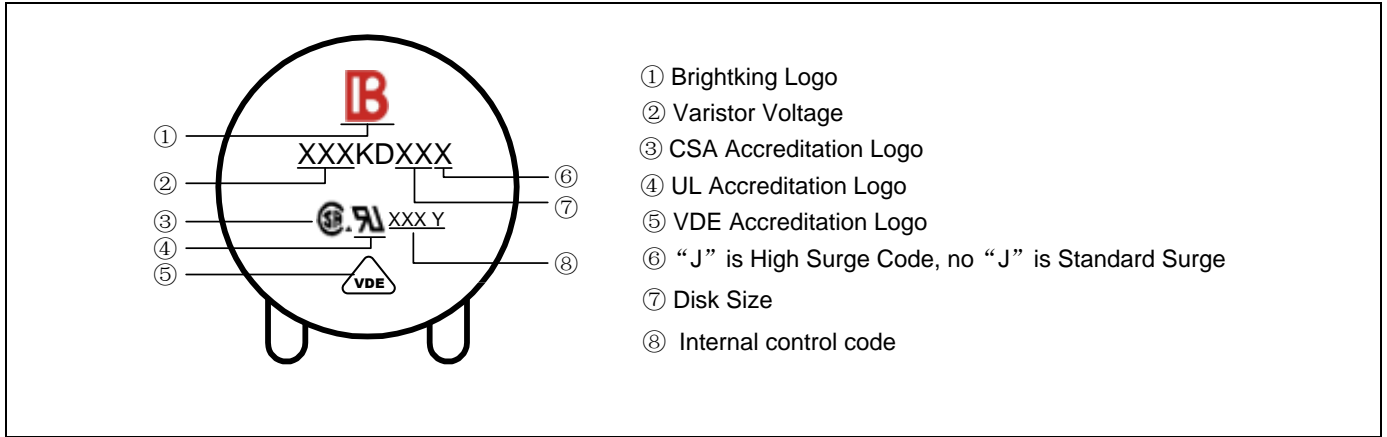 B
XXXKDXXX
SA. RU XXX Y
VDE
①
②
③
④
⑤
⑥
⑦
⑧
① Brightking Logo
② Varistor Voltage
③ CSA Accreditation Logo
④ UL Accreditation Logo
⑤ VDE Accreditation Logo
⑥ “J” is High Surge Code, no “J” is Standard Surge
⑦ Disk Size
⑧ Internal control code